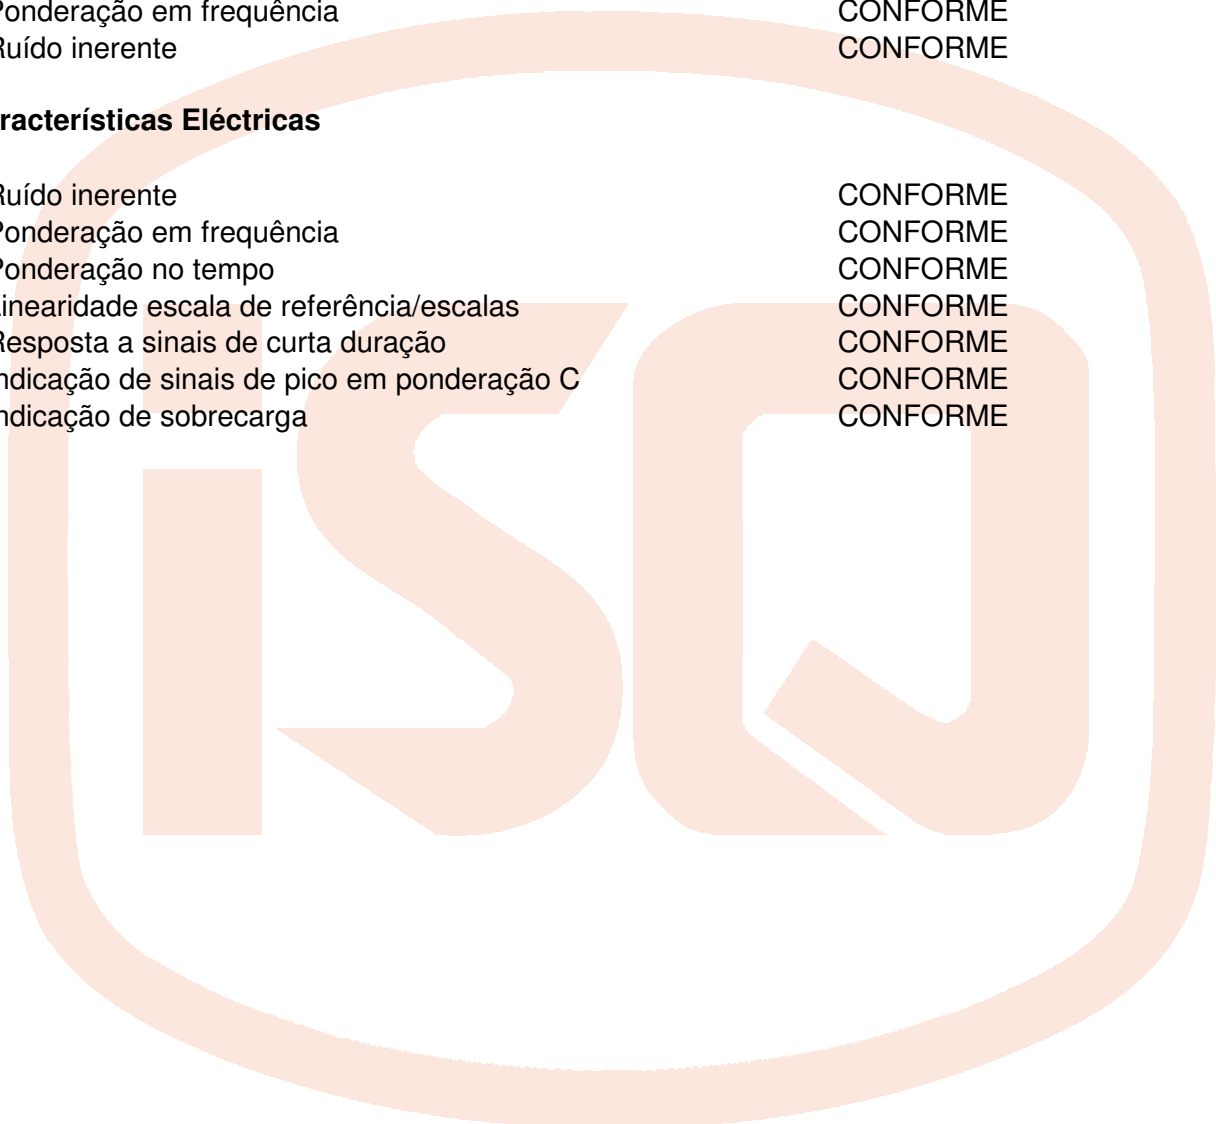 Ponderação em frequência CONFORME
Ruído inerente CONFORME
racterísticas Eléctricas
Ruído inerente CONFORME
Ponderação em frequência CONFORME
Ponderação no tempo CONFORME
Linearidade escala de referência/escalas CONFORME
Resposta a sinais de curta duração CONFORME
ndicação de sinais de pico em ponderação C CONFORME
ndicação de sobrecarga CONFORME
iSQ